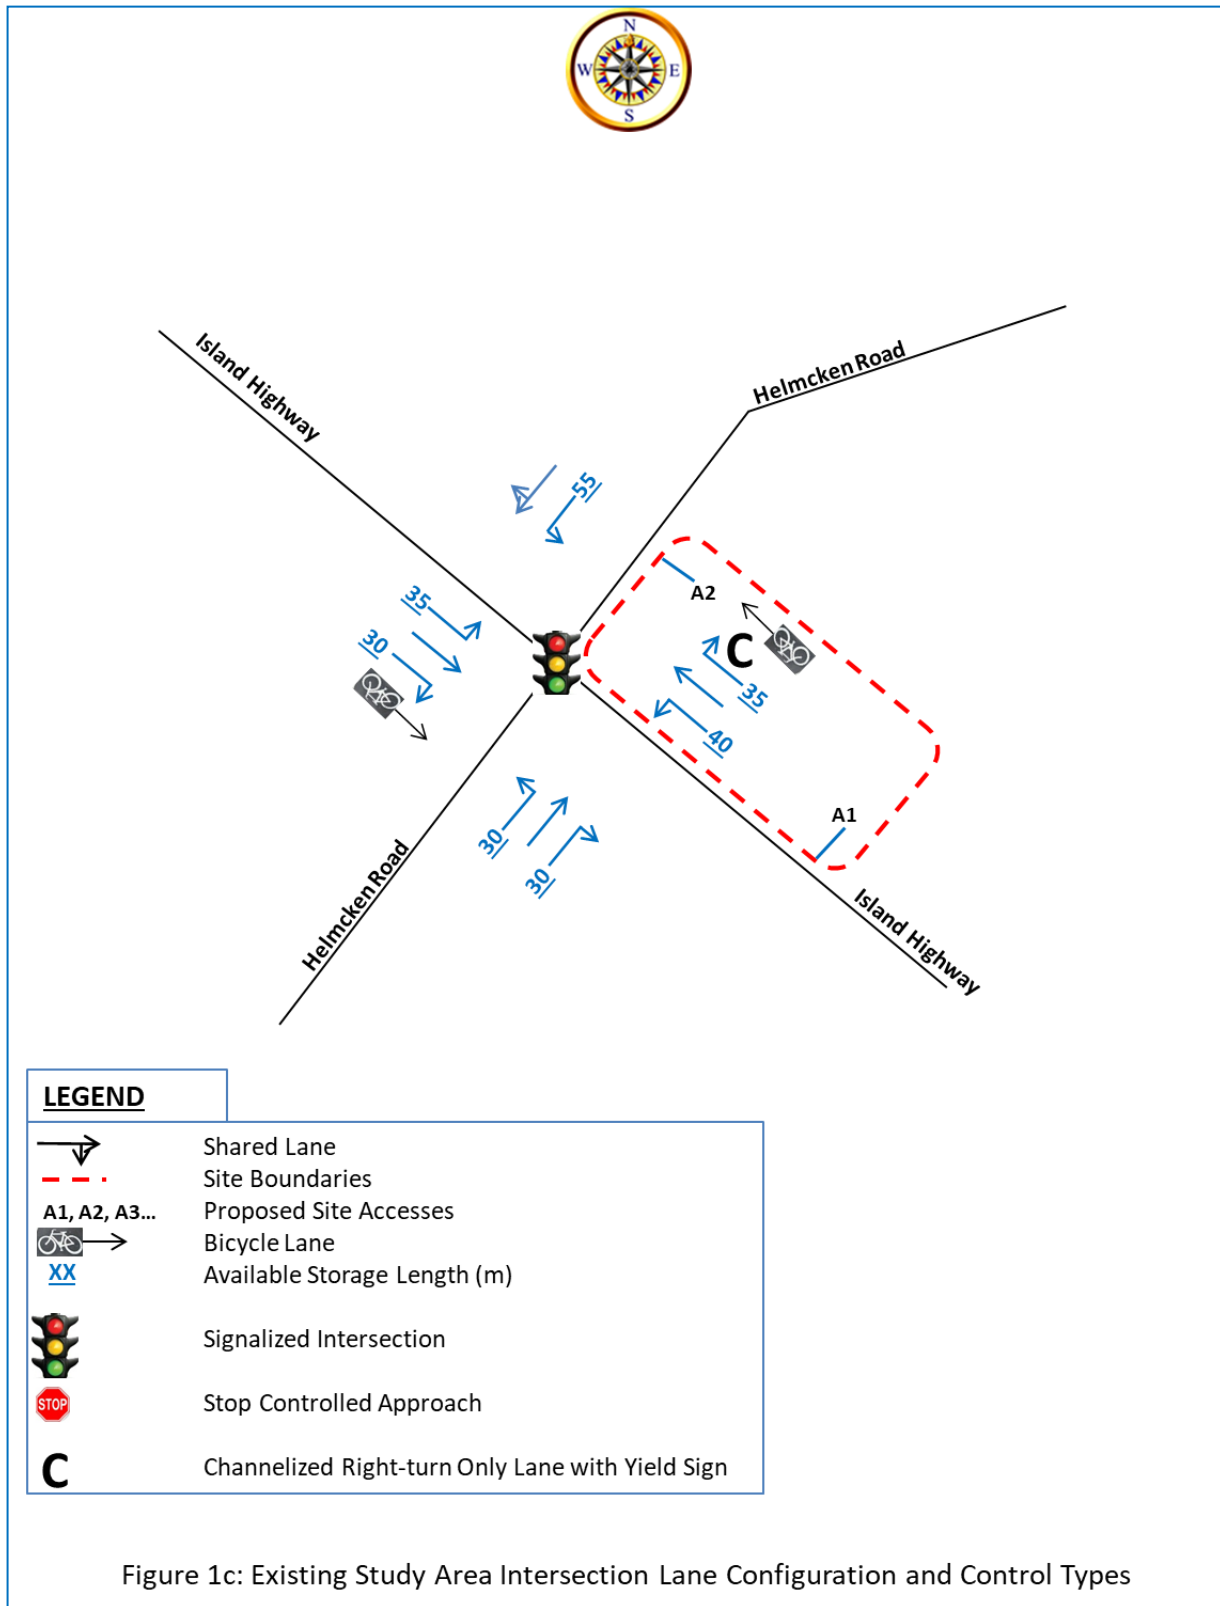 N
W E
S
Island Highway
Helmcken Road
55
35
30
A2
C
35
40
A1
30
30
Helmcken Road
Island Highway
LEGEND
Shared Lane
Site Boundaries
A1, A2, A3... Proposed Site Accesses
Bicycle Lane
XX Available Storage Length (m)
Signalized Intersection
STOP Stop Controlled Approach
C Channelized Right-turn Only Lane with Yield Sign
Figure 1c: Existing Study Area Intersection Lane Configuration and Control Types